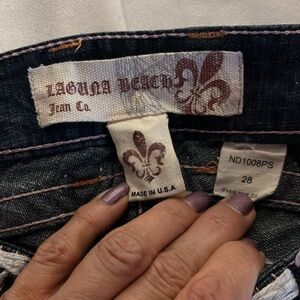 LAGUNA BEACH
Jean Co.
MADE IN U.S.A
ND1008PS
28